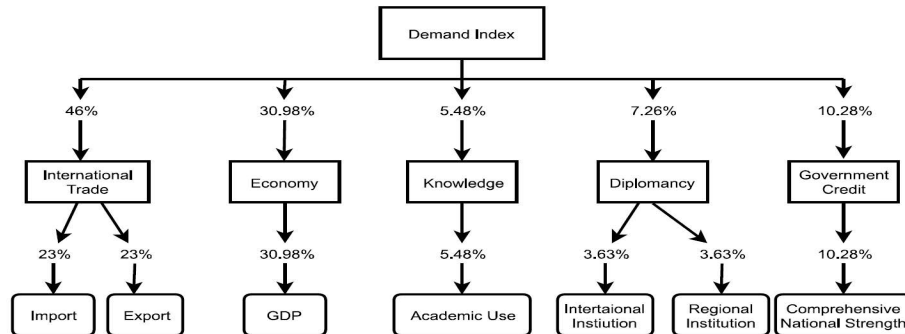 Demand Index
46%
30.98%
5.48%
7.26%
10.28%
International
Trade
Economy
Knowledge
Diplomancy
Government
Credit
23%
23%
30.98%
5.48%
3.63%
3.63%
10.28%
Import
Export
GDP
Academic Use
Intertaional
Instiution
Regional
Institution
Comprehensive
National Strength